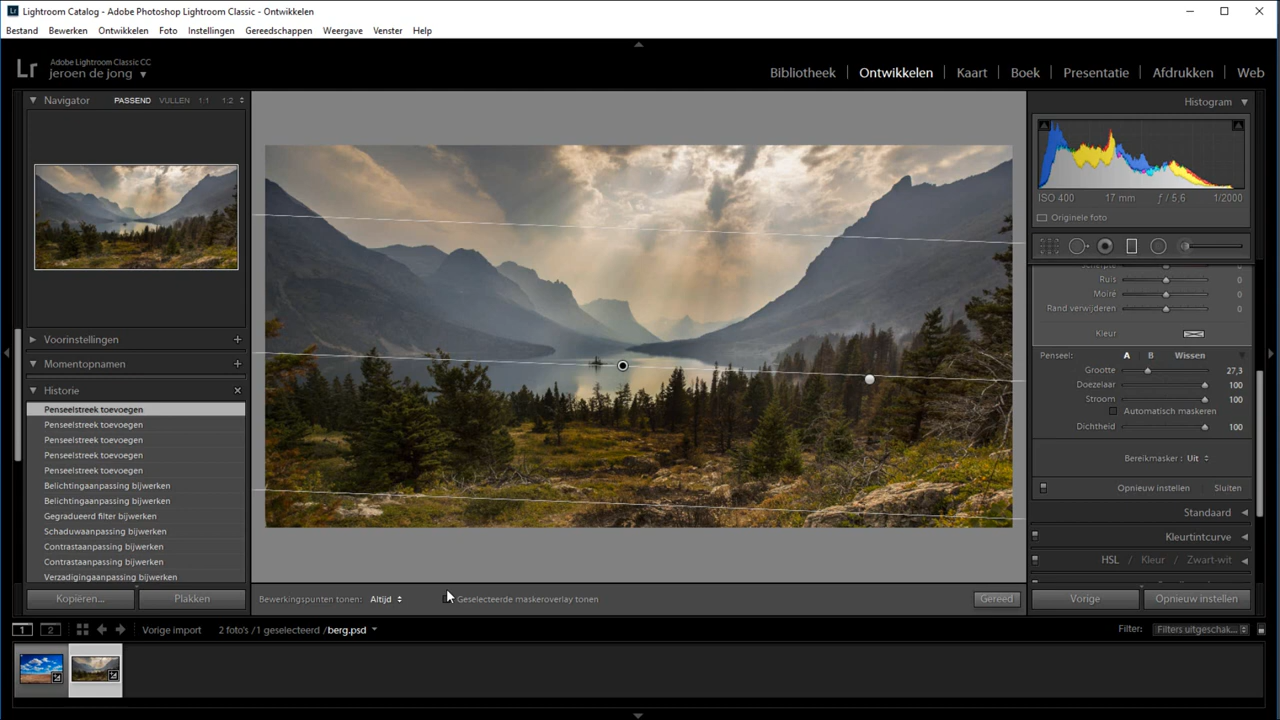 Lightroom Catalog - Adobe Photoshop Lightroom Classic - Ontwikkelen
Bestand Bewerken Ontwikkelen Foto Instellingen Gereedschappen Weergave Venster Help
Lr Adobe Lightroom Classic CC
jeroen de jong
Bibliotheek Ontwikkelen Kaart Boek Presentatie Afdrukken Web
Navigator PASSEND VULLEN 1:1 1:2
Histogram
ISO 400 17 mm ƒ / 5,6 1/2000
Originele foto
Ruis 0
Moiré 0
Rand verwijderen 0
Kleur
Penseel: A B Wissen
Grootte 27,3
Doezelaar 100
Stroom 100
Automatisch maskeren
Dichtheid 100
Bereikmasker : Uit
Opnieuw instellen Sluiten
Standaard
Kleurtintcurve
HSL / Kleur / Zwart-wit
Voorinstellingen
Momentopnamen
Historie
Penseelstreek toevoegen
Penseelstreek toevoegen
Penseelstreek toevoegen
Penseelstreek toevoegen
Penseelstreek toevoegen
Belichtingaanpassing bijwerken
Belichtingaanpassing bijwerken
Gegradueerd filter bijwerken
Schaduwaanpassing bijwerken
Contrastaanpassing bijwerken
Contrastaanpassing bijwerken
Verzadigingaanpassing bijwerken
Kopiëren... Plakken
Bewerkingspunten tonen: Altijd Geselecteerde maskeroverlay tonen Gereed
Vorige Opnieuw instellen
1 2 Vorige import 2 foto's /1 geselecteerd /berg.psd
Filter: Filters uitgeschak...